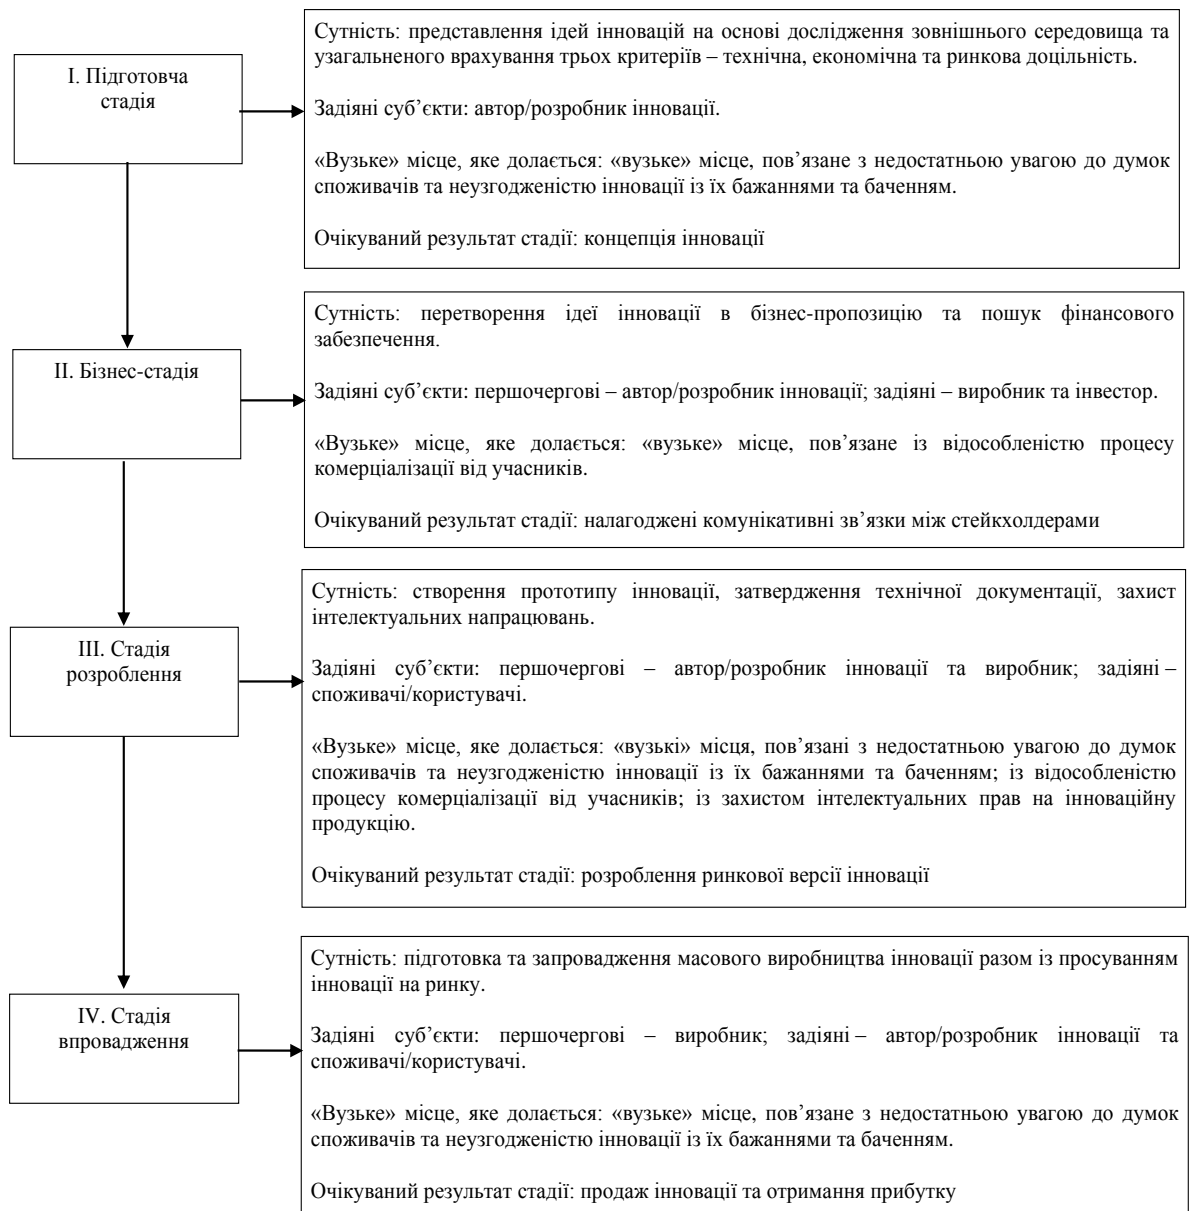 І. Підготовча
стадія
Сутність: представлення ідей інновацій на основі дослідження зовнішнього середовища та
узагальненого врахування трьох критеріїв – технічна, економічна та ринкова доцільність.
Задіяні суб’єкти: автор/розробник інновації.
«Вузьке» місце, яке долається: «вузьке» місце, пов’язане з недостатньою увагою до думок
споживачів та неузгодженістю інновації із їх бажаннями та баченням.
Очікуваний результат стадії: концепція інновації
ІІ. Бізнес-стадія
Сутність: перетворення ідеї інновації в бізнес-пропозицію та пошук фінансового
забезпечення.
Задіяні суб’єкти: першочергові – автор/розробник інновації; задіяні – виробник та інвестор.
«Вузьке» місце, яке долається: «вузьке» місце, пов’язане із відособленістю процесу
комерціалізації від учасників.
Очікуваний результат стадії: налагоджені комунікативні зв’язки між стейкхолдерами
ІІІ. Стадія
розроблення
Сутність: створення прототипу інновації, затвердження технічної документації, захист
інтелектуальних напрацювань.
Задіяні суб’єкти: першочергові – автор/розробник інновації та виробник; задіяні –
споживачі/користувачі.
«Вузьке» місце, яке долається: «вузькі» місця, пов’язані з недостатньою увагою до думок
споживачів та неузгодженістю інновації із їх бажаннями та баченням; із відособленістю
процесу комерціалізації від учасників; із захистом інтелектуальних прав на інноваційну
продукцію.
Очікуваний результат стадії: розроблення ринкової версії інновації
IV. Стадія
впровадження
Сутність: підготовка та запровадження масового виробництва інновації разом із просуванням
інновації на ринку.
Задіяні суб’єкти: першочергові – виробник; задіяні – автор/розробник інновації та
споживачі/користувачі.
«Вузьке» місце, яке долається: «вузьке» місце, пов’язане з недостатньою увагою до думок
споживачів та неузгодженістю інновації із їх бажаннями та баченням.
Очікуваний результат стадії: продаж інновації та отримання прибутку